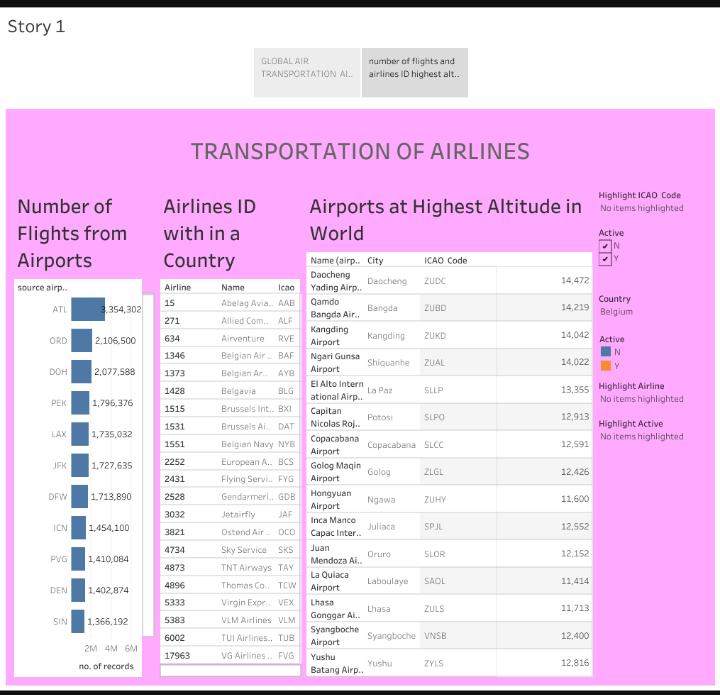 Story 1
GLOBAL AIR
TRANSPORTATION AI..
number of flights and
airlines ID highest alt..
TRANSPORTATION OF AIRLINES
Number of
Flights from
Airports
source airp..
ATL 3,354,302
ORD 2,106,500
DOH 2,077,588
PEK 1,796,376
LAX 1,735,032
JFK 1,727,635
DFW 1,713,890
ICN 1,454,100
PVG 1,410,084
DEN 1,402,874
SIN 1,366,192
2M 4M 6M
no. of records
Airlines ID
with in a
Country
Airline Name Icao
15 Abelag Avia.. AAB
271 Allied Com.. ALF
634 Airventure RVE
1346 Belgian Air .. BAF
1373 Belgian Ar.. AYB
1428 Belgavia BLG
1515 Brussels Int.. BXI
1531 Brussels Ai.. DAT
1551 Belgian Navy NYB
2252 European A.. BCS
2431 Flying Servi.. FYG
2528 Gendarmeri.. GDB
3032 Jetairfly JAF
3821 Ostend Air .. OCO
4734 Sky Service SKS
4873 TNT Airways TAY
4896 Thomas Co.. TCW
5333 Virgin Expr.. VEX
5383 VLM Airlines VLM
6002 TUI Airlines.. TUB
17963 VG Airlines .. FVG
Airports at Highest Altitude in
World
Name (airp.. City ICAO Code
Daocheng
Yading Airp.. Daocheng ZUDC 14,472
Qamdo
Bangda Air.. Bangda ZUBD 14,219
Kangding
Airport Kangding ZUKD 14,042
Ngari Gunsa
Airport Shiquanhe ZUAL 14,022
El Alto Intern
ational Airp.. La Paz SLLP 13,355
Capitan
Nicolas Roj.. Potosi SLPO 12,913
Copacabana
Airport Copacabana SLCC 12,591
Golog Maqin
Airport Golog ZLGL 12,426
Hongyuan
Airport Ngawa ZUHY 11,600
Inca Manco
Capac Inter.. Juliaca SPJL 12,552
Juan
Mendoza Ai.. Oruro SLOR 12,152
La Quiaca
Airport Laboulaye SAOL 11,414
Lhasa
Gonggar Ai.. Lhasa ZULS 11,713
Syangboche
Airport Syangboche VNSB 12,400
Yushu
Batang Airp.. Yushu ZYLS 12,816
Highlight ICAO Code
No items highlighted
Active
N
Y
Country
Belgium
Active
N
Y
Highlight Airline
No items highlighted
Highlight Active
No items highlighted